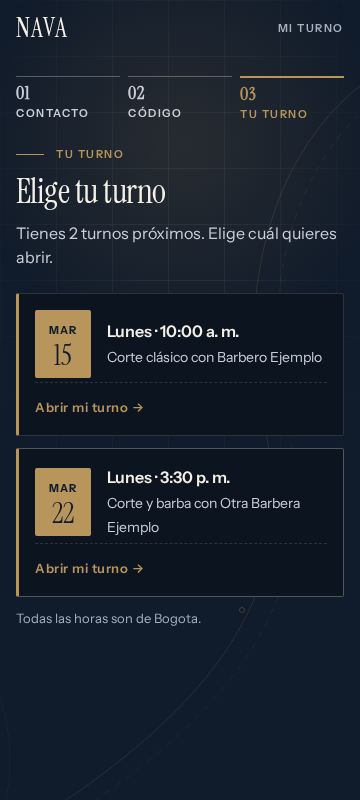 NAVA
MI TURNO
01
CONTACTO
02
CÓDIGO
03
TU TURNO
TU TURNO
Elige tu turno
Tienes 2 turnos próximos. Elige cuál quieres
abrir.
MAR
15
Lunes · 10:00 a. m.
Corte clásico con Barbero Ejemplo
Abrir mi turno →
MAR
22
Lunes · 3:30 p. m.
Corte y barba con Otra Barbera
Ejemplo
Abrir mi turno →
Todas las horas son de Bogota.